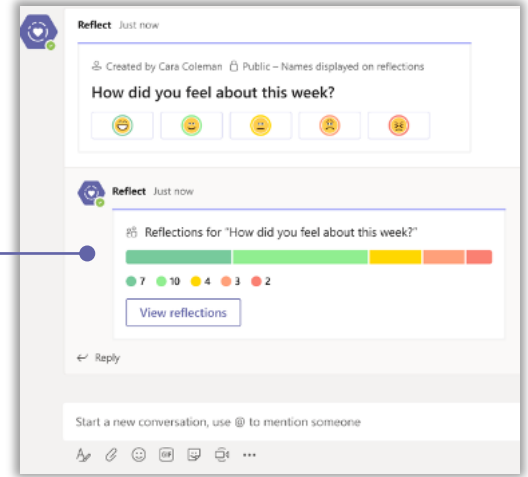 Reflect Just now
Created by Cara Coleman Public – Names displayed on reflections
How did you feel about this week?
Reflect Just now
Reflections for "How did you feel about this week?"
7 10 4 3 2
View reflections
Reply
Start a new conversation, use @ to mention someone
GIF